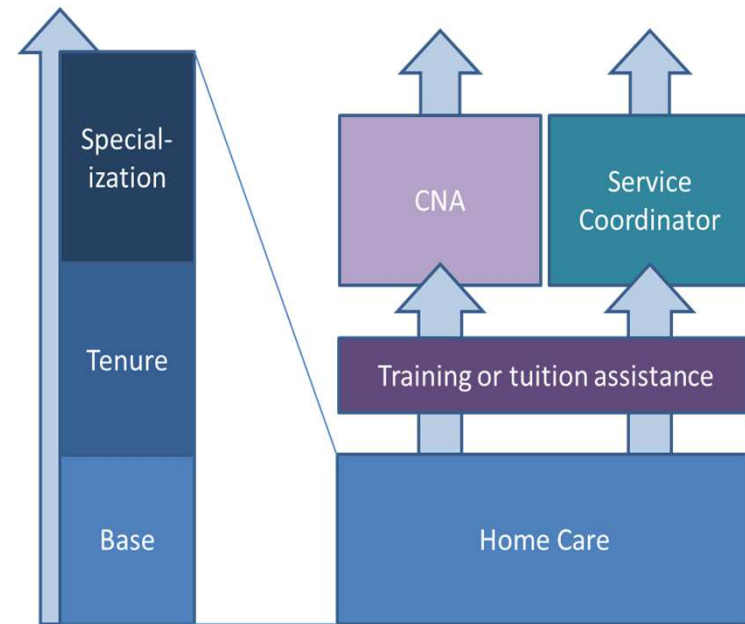 Special-
ization
Tenure
Base
CNA
Service
Coordinator
Training or tuition assistance
Home Care